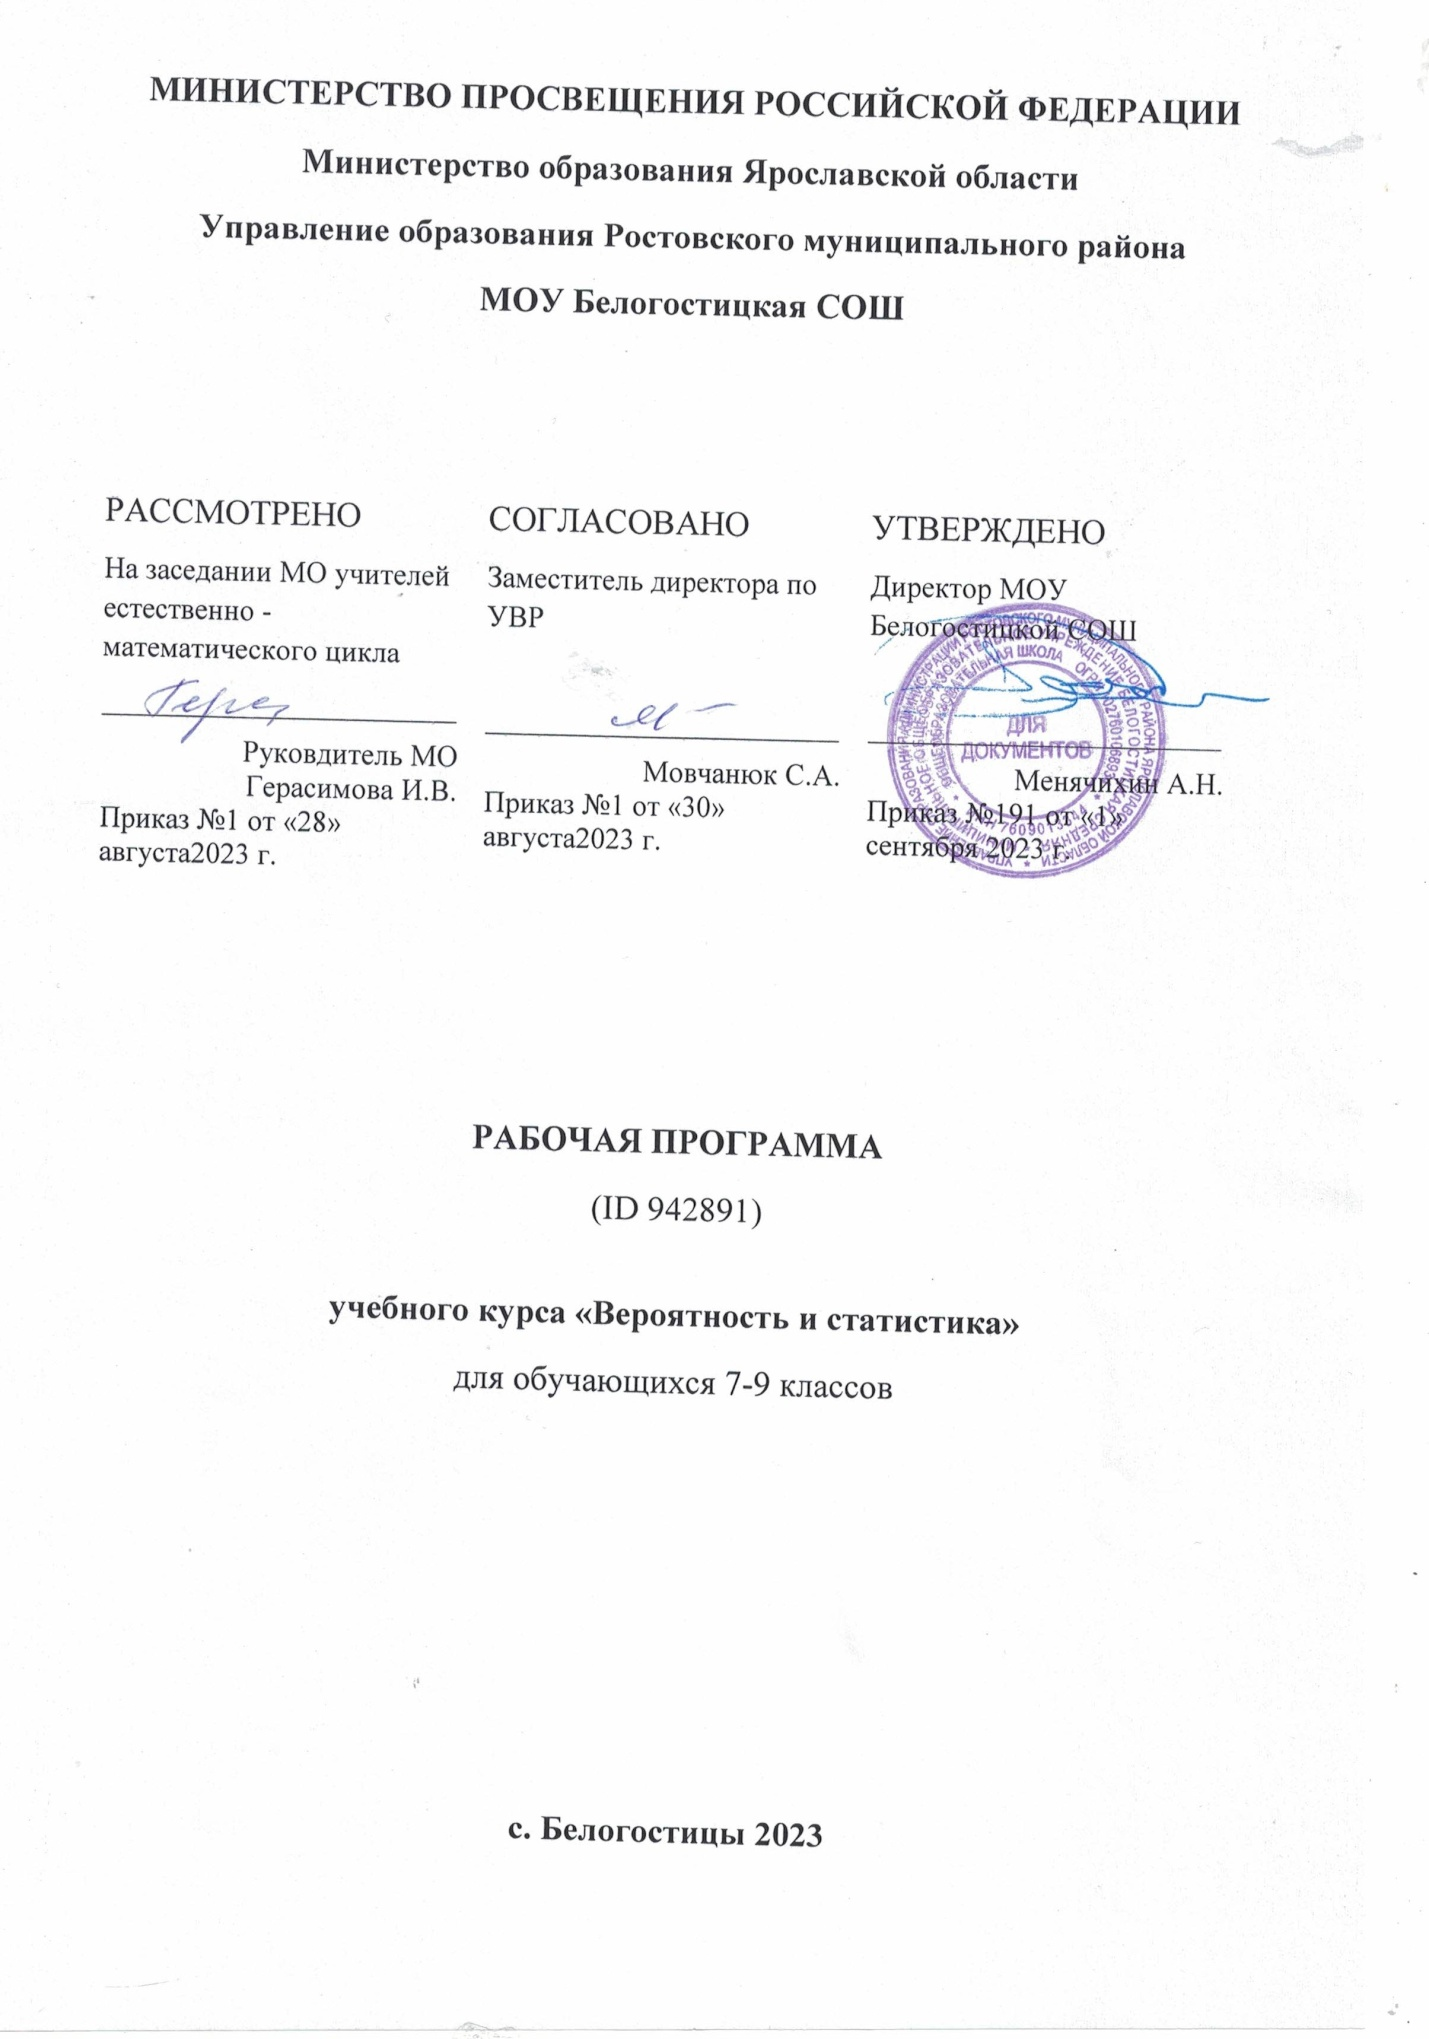 МИНИСТЕРСТВО ПРОСВЕЩЕНИЯ РОССИЙСКОЙ ФЕДЕРАЦИИ
Министерство образования Ярославской области
Управление образования Ростовского муниципального района
МОУ Белогостицкая СОШ
РАССМОТРЕНО
На заседании МО учителей
естественно -
математического цикла
Руковдитель МО
Герасимова И.В.
Приказ №1 от «28»
августа2023 г.
СОГЛАСОВАНО
Заместитель директора по
УВР
Мовчанюк С.А.
Приказ №1 от «30»
августа2023 г.
УТВЕРЖДЕНО
Директор МОУ
Белогостицкой СОШ
ДЛЯ
ДОКУМЕНТОВ
Менячихин А.Н.
Приказ №191 от «1»
сентября 2023 г.
РАБОЧАЯ ПРОГРАММА
(ID 942891)
учебного курса «Вероятность и статистика»
для обучающихся 7-9 классов
с. Белогостицы 2023